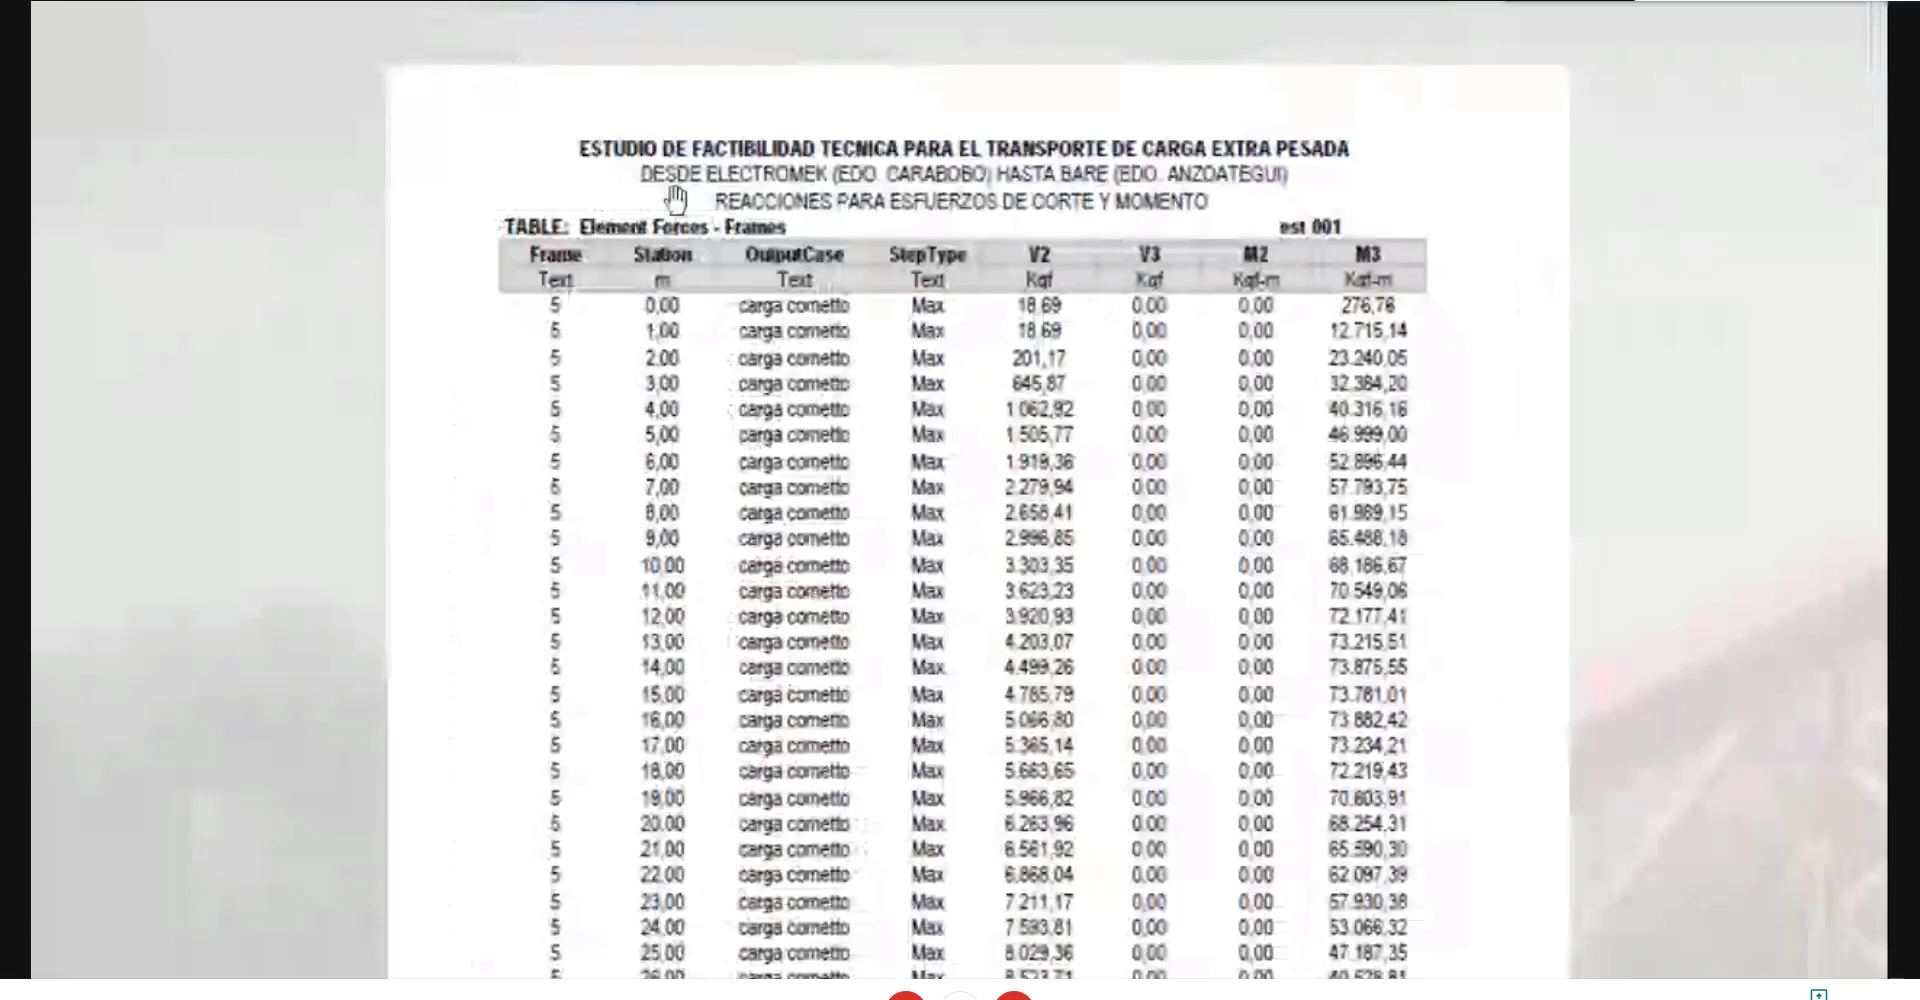 ESTUDIO DE FACTIBILIDAD TECNICA PARA EL TRANSPORTE DE CARGA EXTRA PESADA
DESDE ELECTROMEK (EDO. CARABOBO) HASTA BARE (EDO. ANZOATEGUI)
REACCIONES PARA ESFUERZOS DE CORTE Y MOMENTO
TABLE: Element Forces - Frames est 001
Frame Station OutputCase StepType V2 V3 M2 M3
Text m Text Text Kgf Kgf Kgf-m Kgf-m
5 0,00 carga cometto Max 18,69 0,00 0,00 276,76
5 1,00 carga cometto Max 18,69 0,00 0,00 12.715,14
5 2,00 carga cometto Max 201,17 0,00 0,00 23.240,05
5 3,00 carga cometto Max 645,87 0,00 0,00 32.364,20
5 4,00 carga cometto Max 1.062,92 0,00 0,00 40.316,16
5 5,00 carga cometto Max 1.505,77 0,00 0,00 46.999,00
5 6,00 carga cometto Max 1.919,36 0,00 0,00 52.896,44
5 7,00 carga cometto Max 2.279,94 0,00 0,00 57.793,75
5 8,00 carga cometto Max 2.658,41 0,00 0,00 61.989,15
5 9,00 carga cometto Max 2.996,85 0,00 0,00 65.488,18
5 10,00 carga cometto Max 3.303,35 0,00 0,00 68.186,67
5 11,00 carga cometto Max 3.623,23 0,00 0,00 70.549,06
5 12,00 carga cometto Max 3.920,93 0,00 0,00 72.177,41
5 13,00 carga cometto Max 4.203,07 0,00 0,00 73.215,51
5 14,00 carga cometto Max 4.499,26 0,00 0,00 73.875,55
5 15,00 carga cometto Max 4.785,79 0,00 0,00 73.781,01
5 16,00 carga cometto Max 5.066,80 0,00 0,00 73.882,42
5 17,00 carga cometto Max 5.365,14 0,00 0,00 73.234,21
5 18,00 carga cometto Max 5.663,65 0,00 0,00 72.219,43
5 19,00 carga cometto Max 5.966,82 0,00 0,00 70.603,91
5 20,00 carga cometto Max 6.263,96 0,00 0,00 68.254,31
5 21,00 carga cometto Max 6.561,92 0,00 0,00 65.590,30
5 22,00 carga cometto Max 6.868,04 0,00 0,00 62.097,39
5 23,00 carga cometto Max 7.211,17 0,00 0,00 57.930,38
5 24,00 carga cometto Max 7.593,81 0,00 0,00 53.066,32
5 25,00 carga cometto Max 8.029,36 0,00 0,00 47.187,35